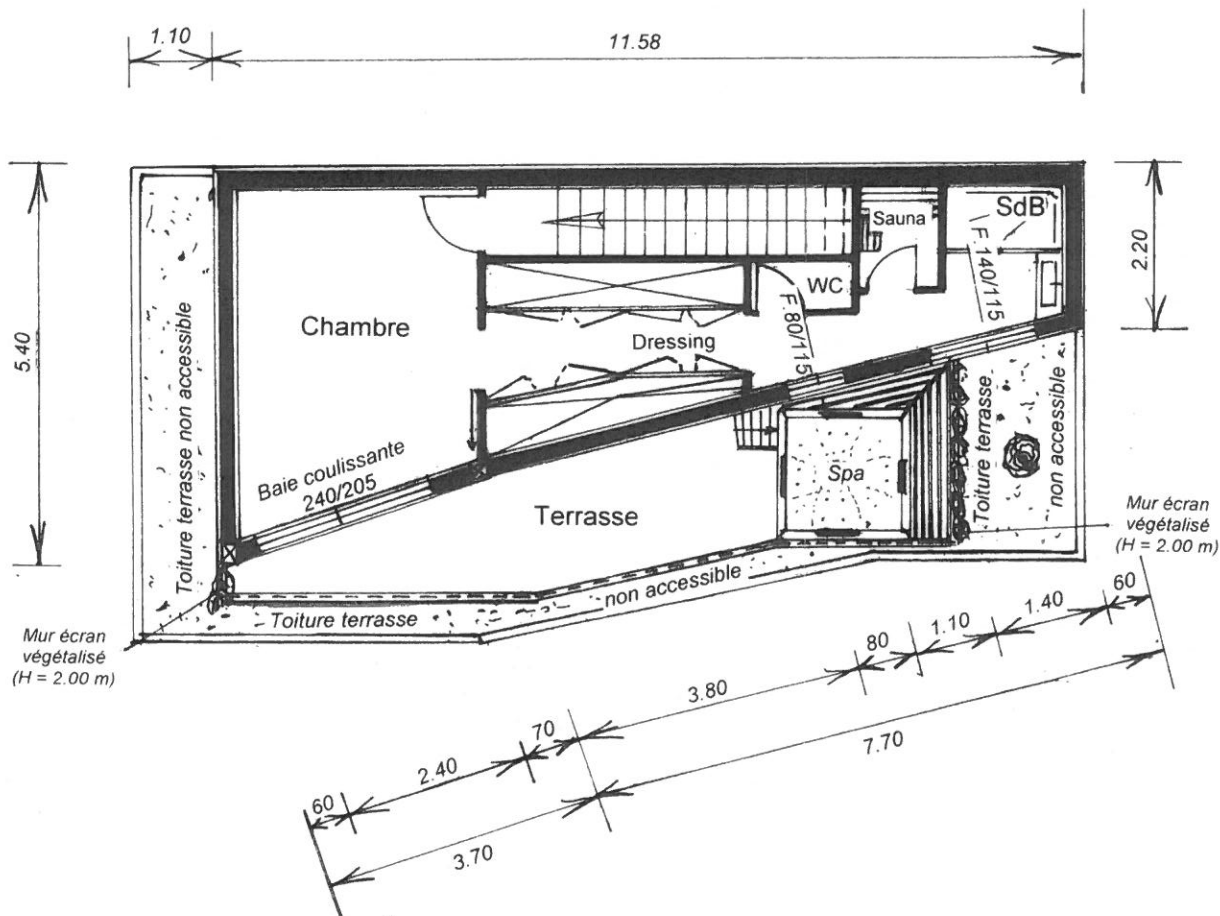 1.10
11.58
5.40
2.20
Sauna
SdB
F.140/115
WC
F.80/115
Chambre
Dressing
Toiture terrasse non accessible
Baie coulissante
240/205
Terrasse
Spa
Toiture terrasse
non accessible
Mur écran
végétalisé
(H = 2.00 m)
non accessible
Toiture terrasse
Mur écran
végétalisé
(H = 2.00 m)
60
1.40
1.10
80
3.80
70
2.40
60
7.70
3.70